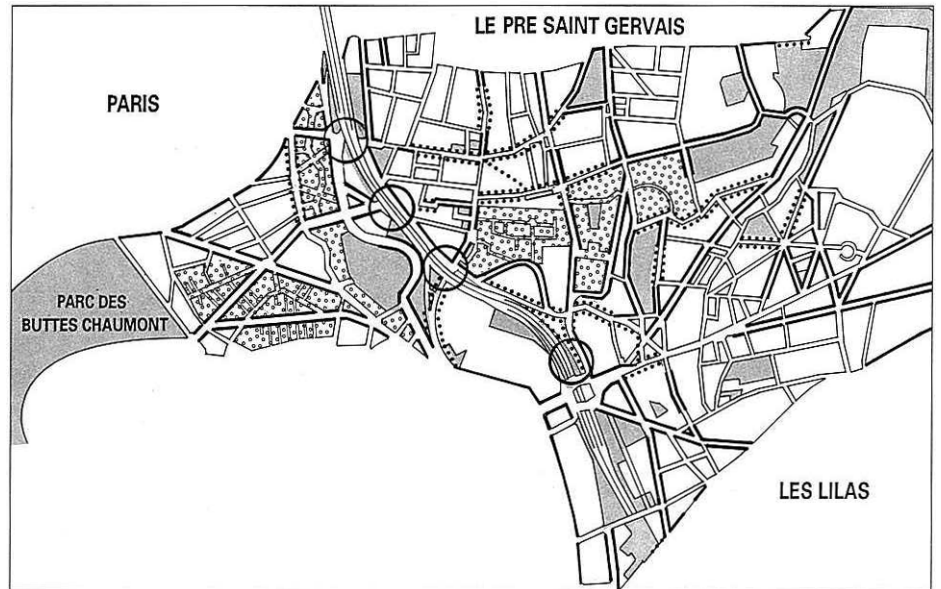 LE PRE SAINT GERVAIS
PARIS
PARC DES
BUTTES CHAUMONT
LES LILAS